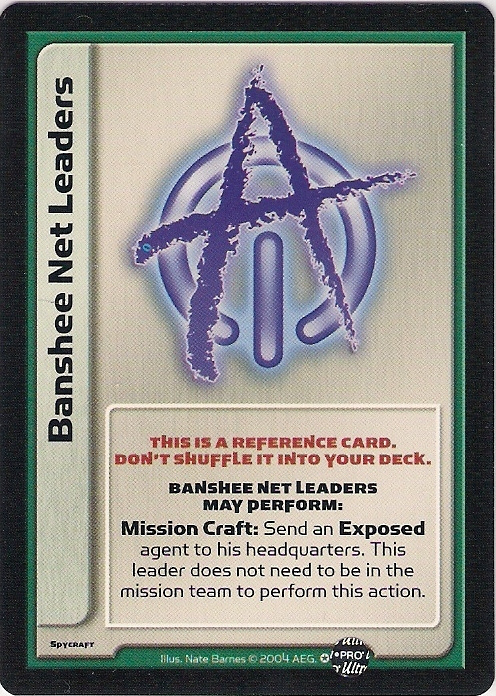 Banshee Net Leaders
THIS IS A REFERENCE CARD.
DON'T SHUFFLE IT INTO YOUR DECK.
BANSHEE NET LEADERS
MAY PERFORM:
Mission Craft: Send an Exposed
agent to his headquarters. This
leader does not need to be in the
mission team to perform this action.
SPYCRAFT
Illus. Nate Barnes © 2004 AEG.
•PRO
Ultr